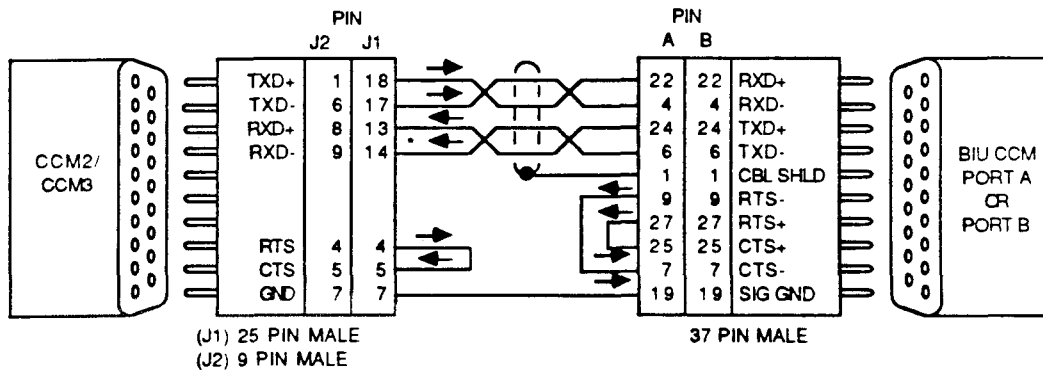 PIN PIN
J2 J1 A B
TXD+ 1 18 22 22 RXD+
TXD- 6 17 4 4 RXD-
RXD+ 8 13 24 24 TXD+
RXD- 9 14 6 6 TXD-
1 1 CBL SHLD
9 9 RTS-
27 27 RTS+
RTS 4 4 25 25 CTS+
CTS 5 5 7 7 CTS-
GND 7 7 19 19 SIG GND
CCM2/
CCM3
BIU CCM
PORT A
OR
PORT B
(J1) 25 PIN MALE
(J2) 9 PIN MALE
37 PIN MALE